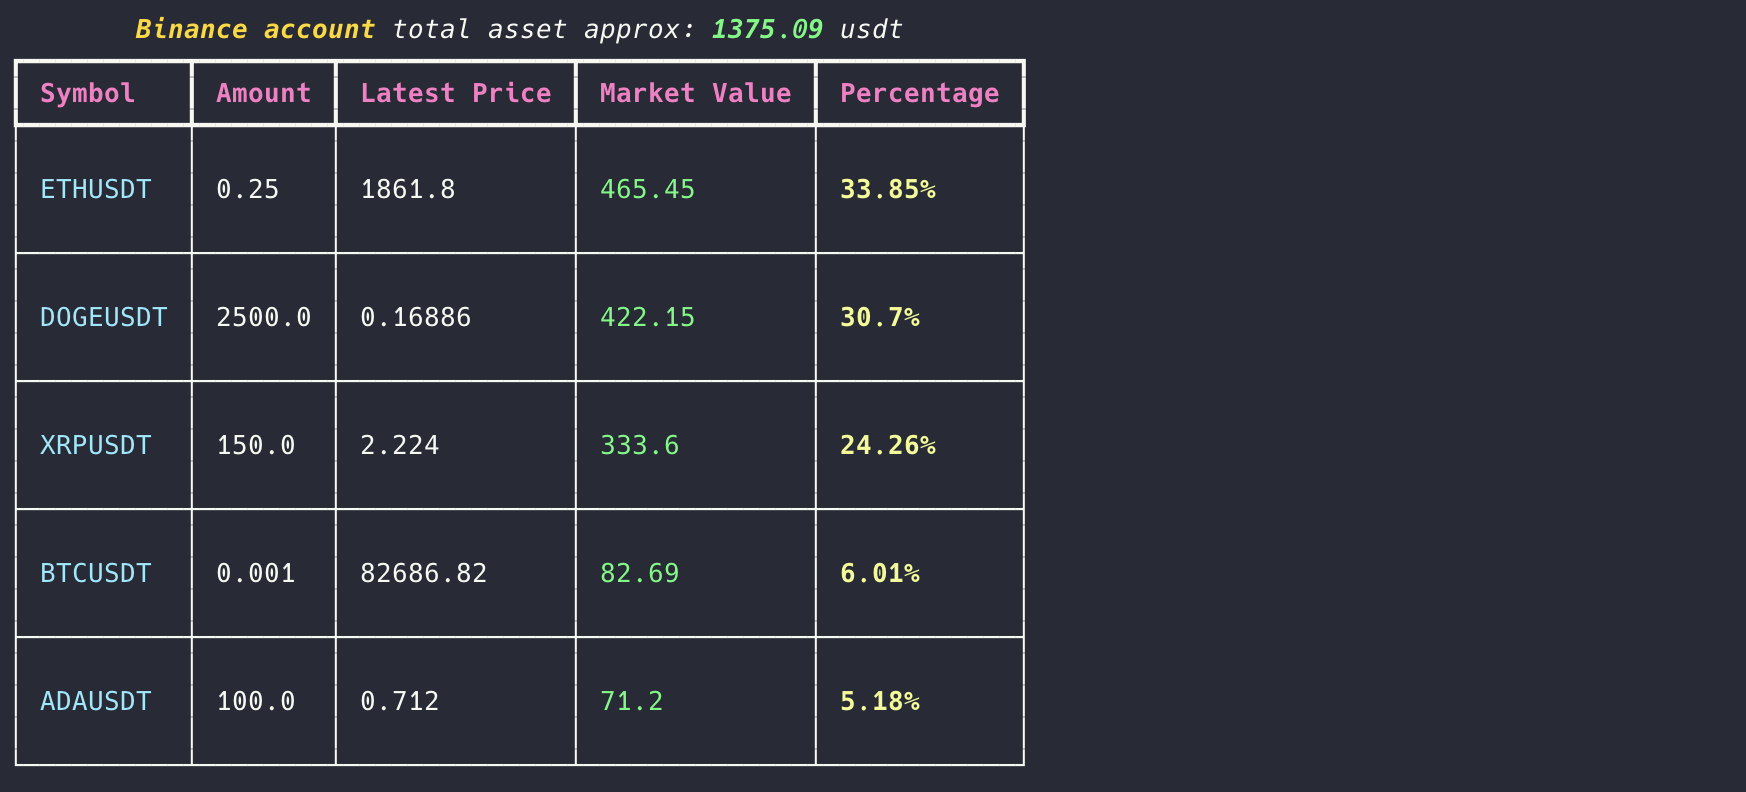 Binance account total asset approx: 1375.09 usdt
Symbol Amount Latest Price Market Value Percentage
ETHUSDT 0.25 1861.8 465.45 33.85%
DOGEUSDT 2500.0 0.16886 422.15 30.7%
XRPUSDT 150.0 2.224 333.6 24.26%
BTCUSDT 0.001 82686.82 82.69 6.01%
ADAUSDT 100.0 0.712 71.2 5.18%